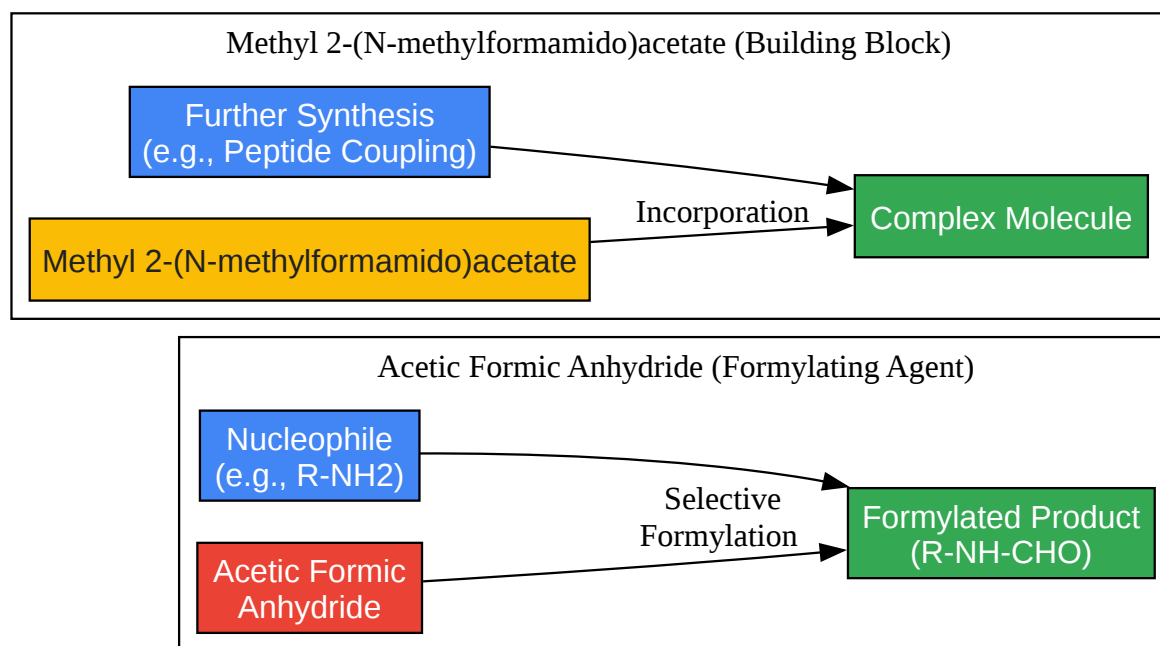 Methyl 2-(N-methylformamido)acetate (Building Block)
Further Synthesis
(e.g., Peptide Coupling)
Incorporation
Complex Molecule
Methyl 2-(N-methylformamido)acetate
Acetic Formic Anhydride (Formylating Agent)
Nucleophile
(e.g., R-NH2)
Selective
Formylation
Formylated Product
(R-NH-CHO)
Acetic Formic
Anhydride